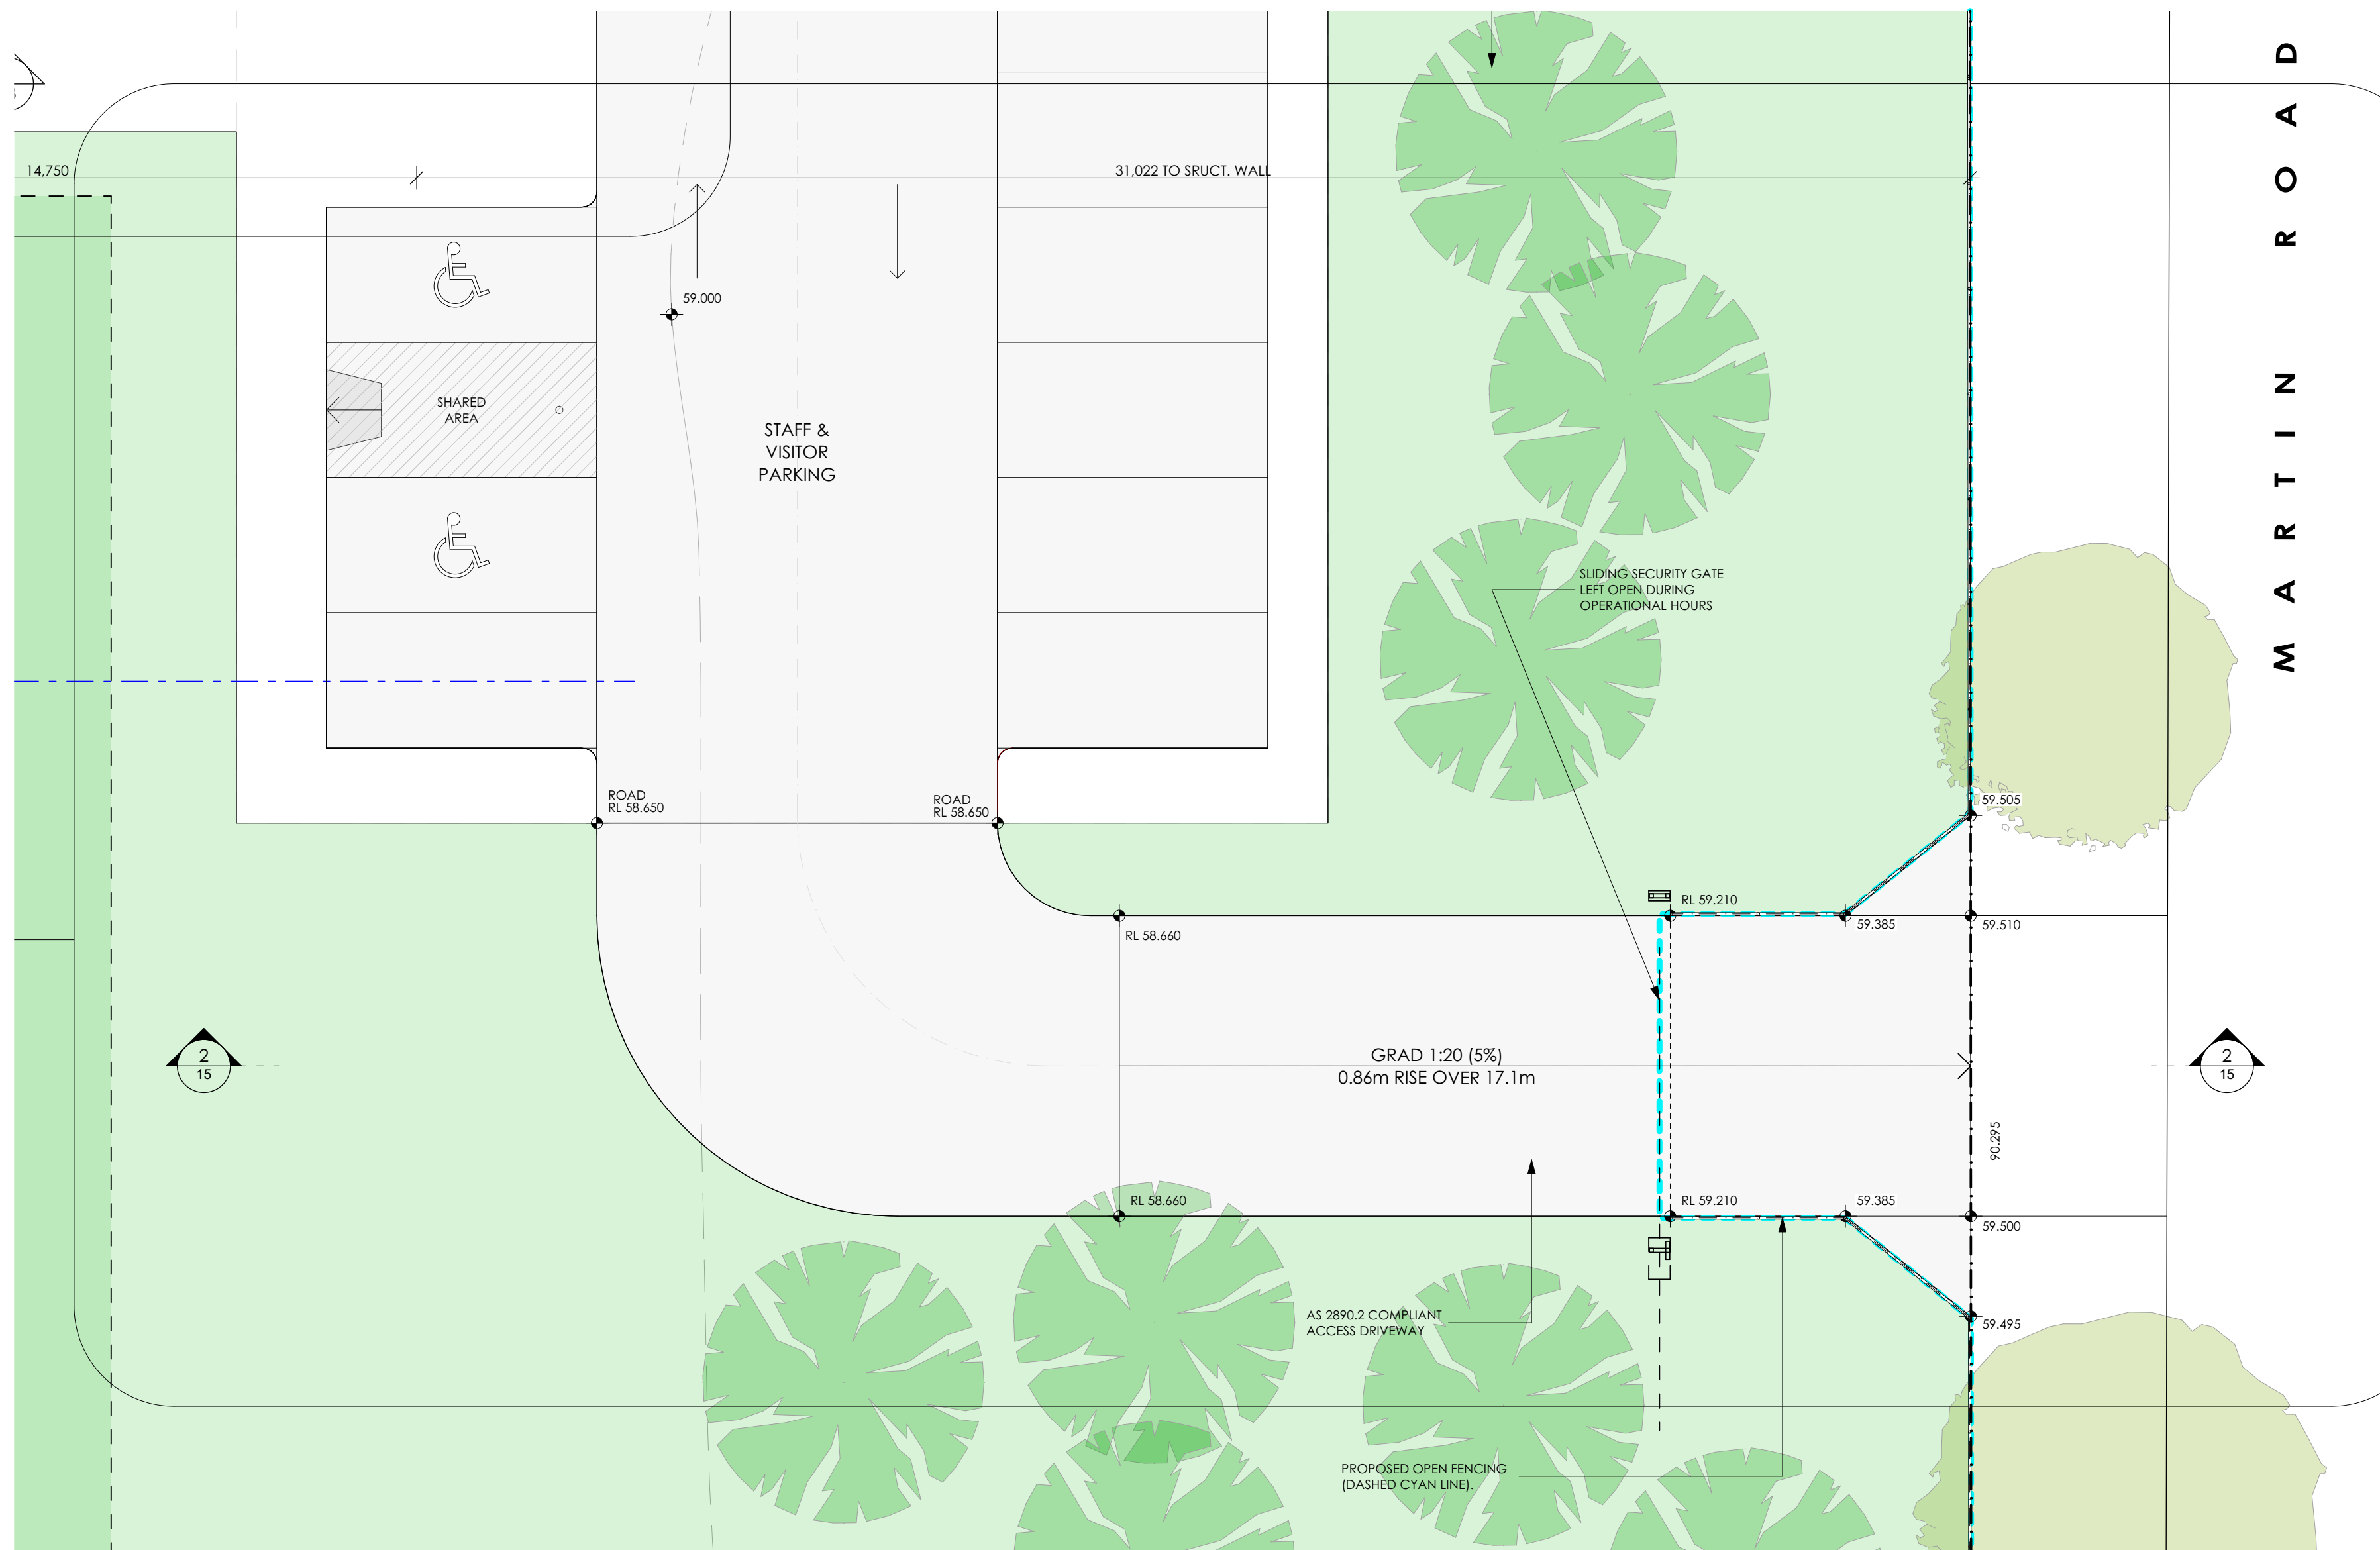 MARTIN ROAD
14,750
31,022 TO SRUCT. WALL
59.000
SHARED
AREA
STAFF &
VISITOR
PARKING
SLIDING SECURITY GATE
LEFT OPEN DURING
OPERATIONAL HOURS
ROAD
RL 58.650
ROAD
RL 58.650
59.505
RL 59.210
59.385
59.510
RL 58.660
2
15
GRAD 1:20 (5%)
0.86m RISE OVER 17.1m
2
15
90.295
RL 58.660
RL 59.210
59.385
59.500
AS 2890.2 COMPLIANT
ACCESS DRIVEWAY
59.495
PROPOSED OPEN FENCING
(DASHED CYAN LINE).